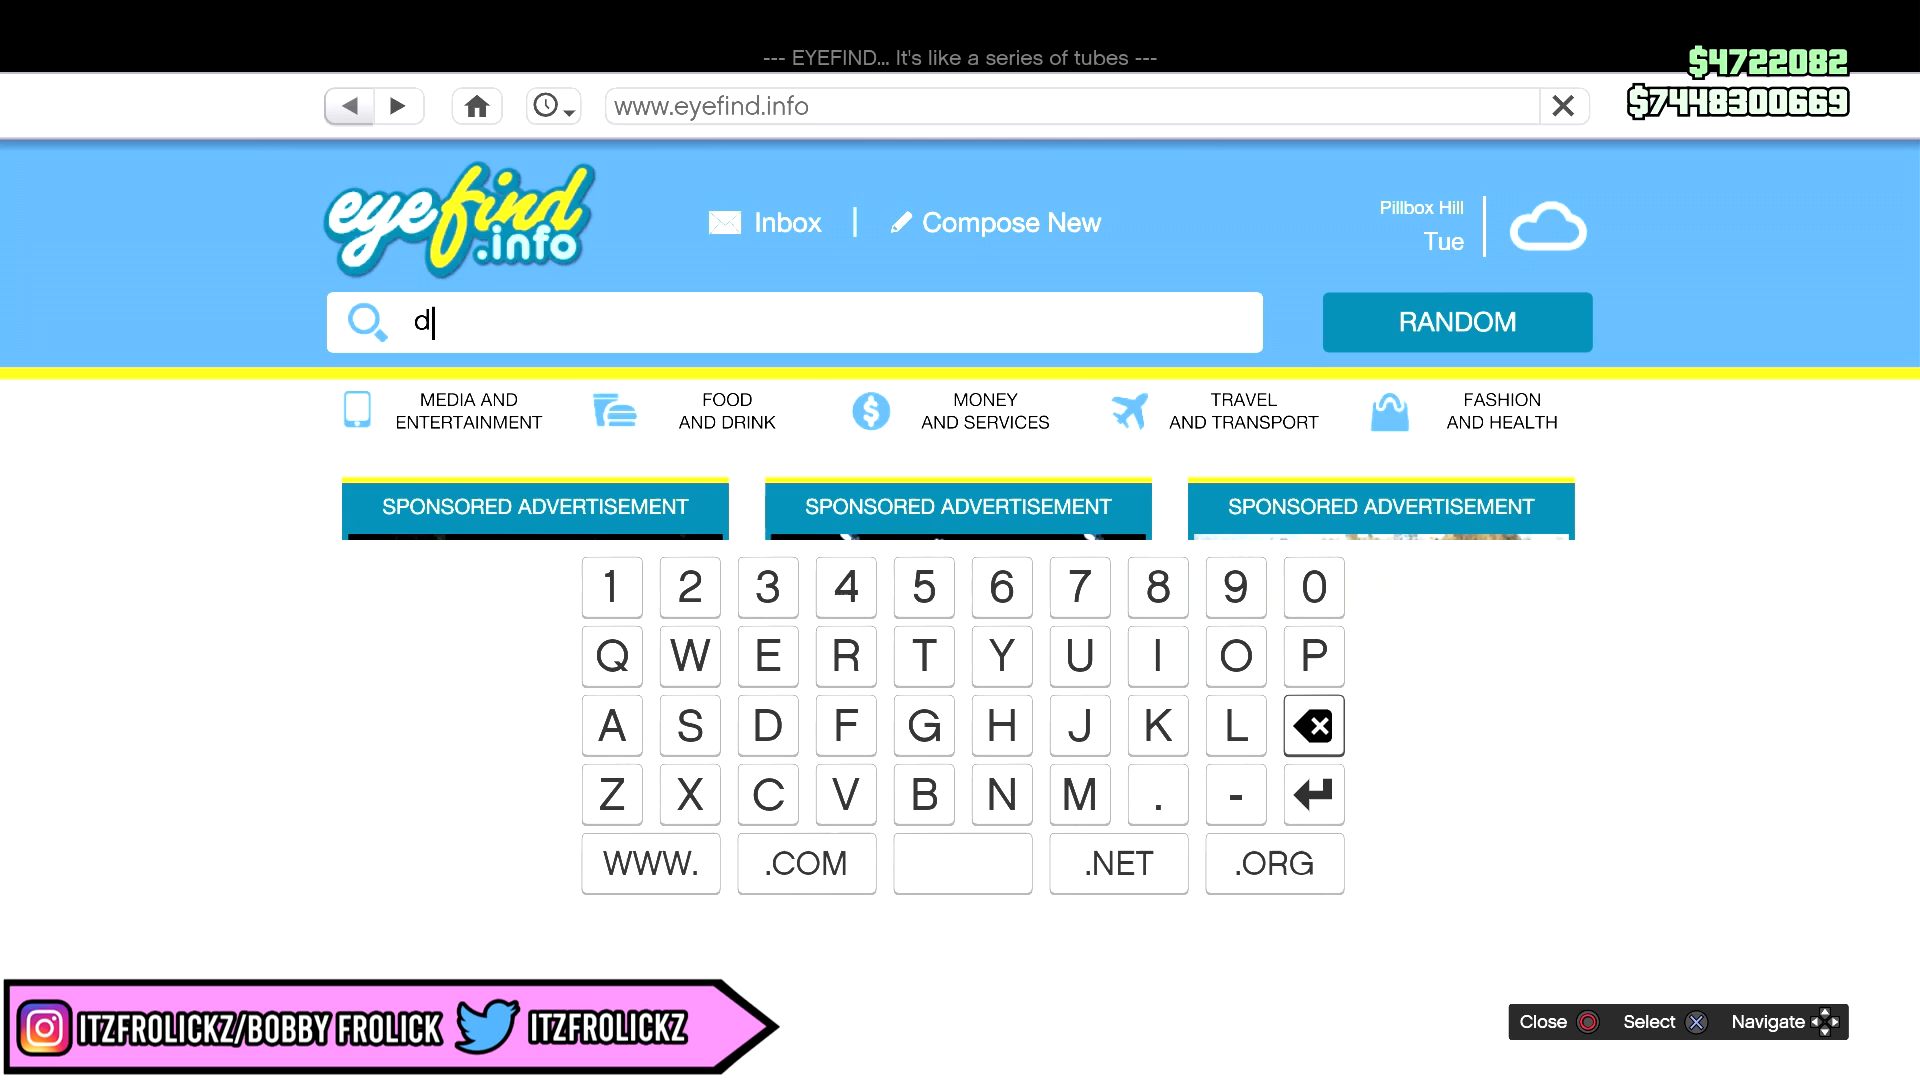 --- EYEFIND... It's like a series of tubes ---
$4722082
www.eyefind.info
$7448300669
eyefind.info
Inbox | Compose New
Pillbox Hill
Tue
d
RANDOM
MEDIA AND ENTERTAINMENT
FOOD AND DRINK
MONEY AND SERVICES
TRAVEL AND TRANSPORT
FASHION AND HEALTH
SPONSORED ADVERTISEMENT SPONSORED ADVERTISEMENT SPONSORED ADVERTISEMENT
1 2 3 4 5 6 7 8 9 0
Q W E R T Y U I O P
A S D F G H J K L
Z X C V B N M . -
WWW. .COM .NET .ORG
ITZFROLICKZ/BOBBY FROLICK ITZFROLICKZ
Close Select Navigate